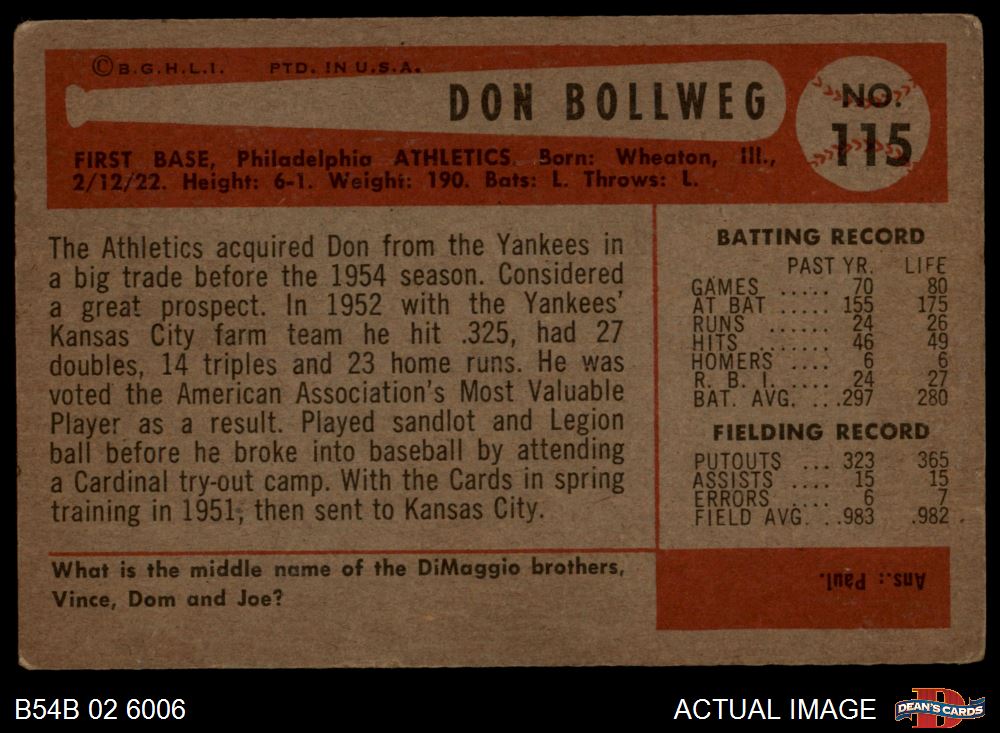 ©B.G.H.L.I. PTD. IN U.S.A.
DON BOLLWEG
NO.
115
FIRST BASE, Philadelphia ATHLETICS. Born: Wheaton, Ill.,
2/12/22. Height: 6-1. Weight: 190. Bats: L. Throws: L.
The Athletics acquired Don from the Yankees in
a big trade before the 1954 season. Considered
a great prospect. In 1952 with the Yankees'
Kansas City farm team he hit .325, had 27
doubles, 14 triples and 23 home runs. He was
voted the American Association's Most Valuable
Player as a result. Played sandlot and Legion
ball before he broke into baseball by attending
a Cardinal try-out camp. With the Cards in spring
training in 1951, then sent to Kansas City.
BATTING RECORD
PAST YR. LIFE
GAMES ..... 70 80
AT BAT ..... 155 175
RUNS ...... 24 26
HITS ....... 46 49
HOMERS .... 6 6
R. B. I. .... 24 27
BAT. AVG. ...297 280
FIELDING RECORD
PUTOUTS ... 323 365
ASSISTS .... 15 15
ERRORS .... 6 7
FIELD AVG. ..983 .982
What is the middle name of the DiMaggio brothers,
Vince, Dom and Joe?
Ans.: Paul.
B54B 02 6006
ACTUAL IMAGE
D
DEAN'S CARDS